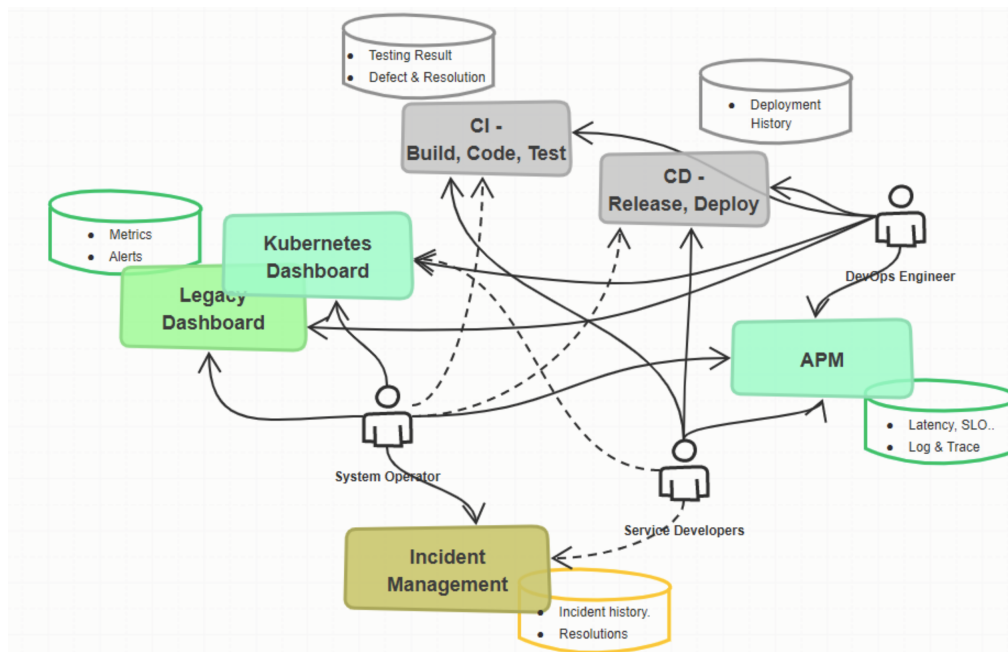 ● Testing Result
● Defect & Resolution
CI -
Build, Code, Test
● Deployment
History
CD -
Release, Deploy
● Metrics
● Alerts
Kubernetes
Dashboard
Legacy
Dashboard
DevOps Engineer
APM
● Latency, SLO..
● Log & Trace
System Operator
Service Developers
Incident
Management
● Incident history.
● Resolutions